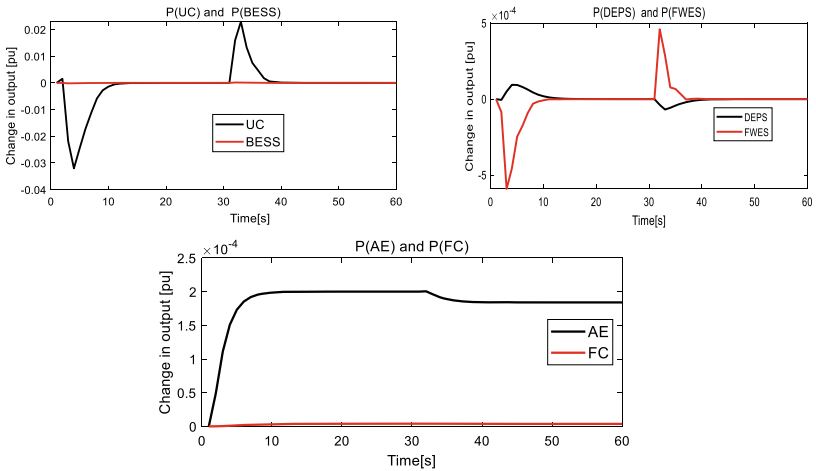 P(UC) and P(BESS)
Change in output [pu]
0.02
0.01
0
-0.01
-0.02
-0.03
-0.04
0 10 20 30 40 50 60
Time[s]
UC
BESS
P(DEPS) and P(FWES)
×10-4
Change in output [pu]
5
0
-5
0 10 20 30 40 50 60
Time[s]
DEPS
FWES
P(AE) and P(FC)
×10-4
Change in output [pu]
2.5
2
1.5
1
0.5
0
0 10 20 30 40 50 60
Time[s]
AE
FC